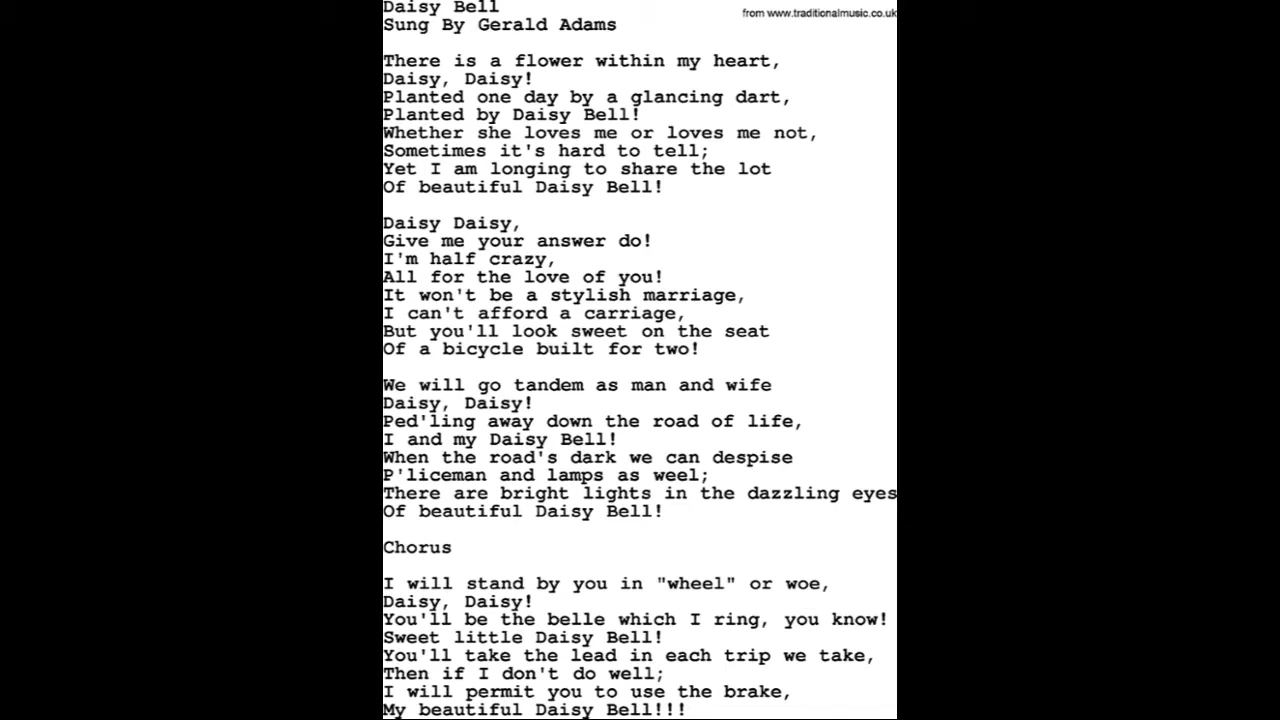 Daisy Bell
from www.traditionalmusic.co.uk
Sung By Gerald Adams
There is a flower within my heart,
Daisy, Daisy!
Planted one day by a glancing dart,
Planted by Daisy Bell!
Whether she loves me or loves me not,
Sometimes it's hard to tell;
Yet I am longing to share the lot
Of beautiful Daisy Bell!
Daisy Daisy,
Give me your answer do!
I'm half crazy,
All for the love of you!
It won't be a stylish marriage,
I can't afford a carriage,
But you'll look sweet on the seat
Of a bicycle built for two!
We will go tandem as man and wife
Daisy, Daisy!
Ped'ling away down the road of life,
I and my Daisy Bell!
When the road's dark we can despise
P'liceman and lamps as weel;
There are bright lights in the dazzling eyes
Of beautiful Daisy Bell!
Chorus
I will stand by you in "wheel" or woe,
Daisy, Daisy!
You'll be the belle which I ring, you know!
Sweet little Daisy Bell!
You'll take the lead in each trip we take,
Then if I don't do well;
I will permit you to use the brake,
My beautiful Daisy Bell!!!